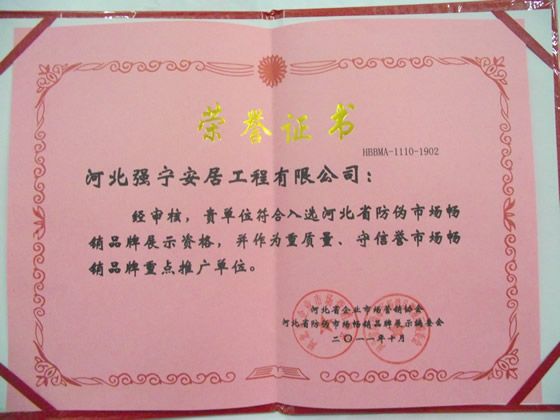 荣誉证书
HBBMA-1110-1902
河北强宁安居工程有限公司：
经审核，贵单位符合入选河北省防伪市场畅
销品牌展示资格，并作为重质量、守信誉市场畅
销品牌重点推广单位。
河北省企业市场营销协会
河北省防伪市场畅销品牌展示编委会
二〇一一年十月